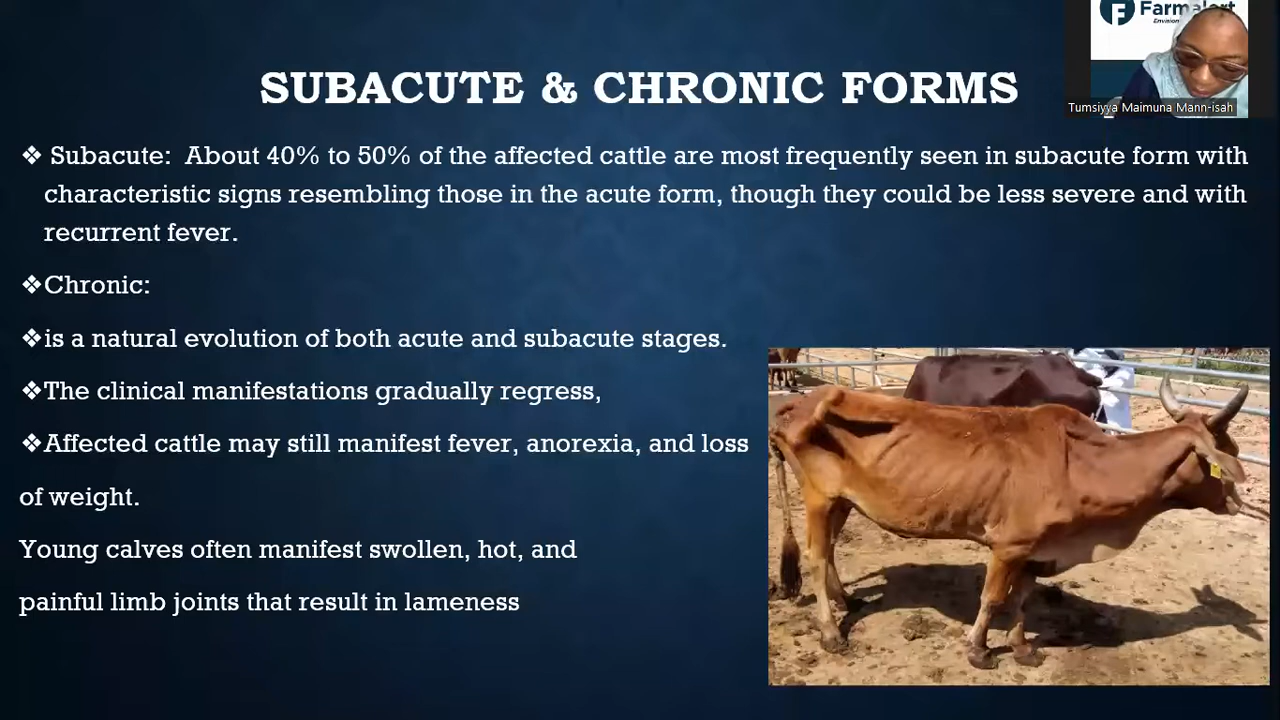 Farmalert
SUBACUTE & CHRONIC FORMS
Tumsiyya Maimuna Mann-isah
❖ Subacute: About 40% to 50% of the affected cattle are most frequently seen in subacute form with
characteristic signs resembling those in the acute form, though they could be less severe and with
recurrent fever.
❖Chronic:
❖is a natural evolution of both acute and subacute stages.
❖The clinical manifestations gradually regress,
❖Affected cattle may still manifest fever, anorexia, and loss
of weight.
Young calves often manifest swollen, hot, and
painful limb joints that result in lameness